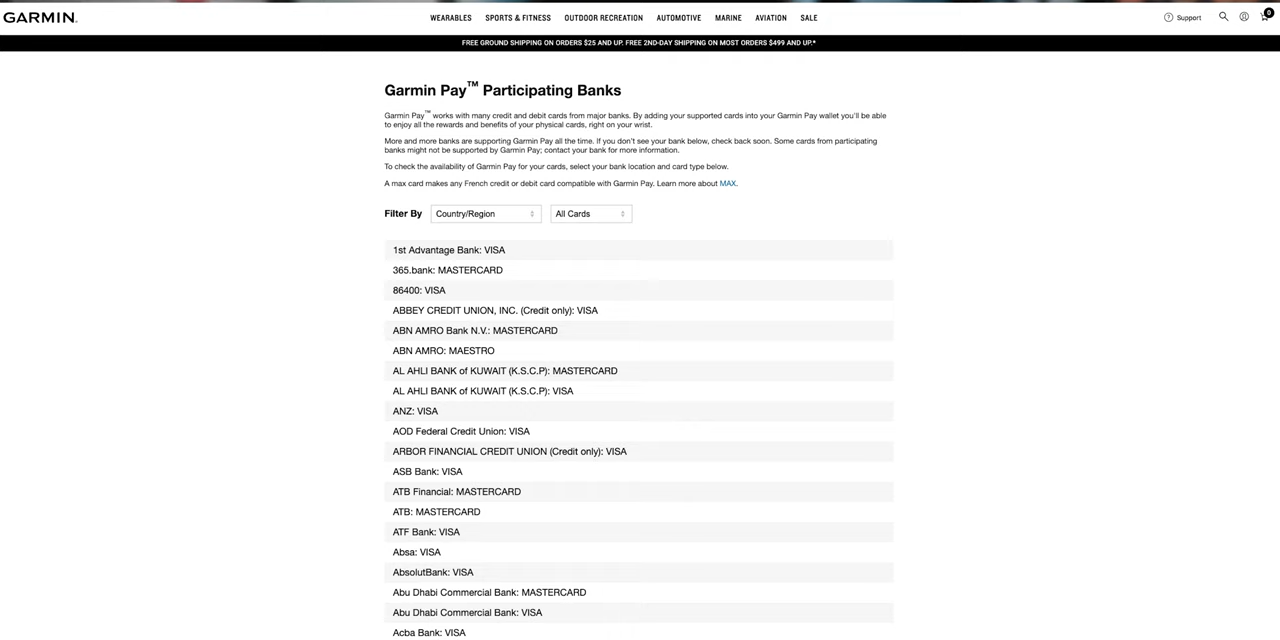 GARMIN.
WEARABLES SPORTS & FITNESS OUTDOOR RECREATION AUTOMOTIVE MARINE AVIATION SALE
Support
0
FREE GROUND SHIPPING ON ORDERS $25 AND UP. FREE 2ND-DAY SHIPPING ON MOST ORDERS $499 AND UP.*
Garmin Pay™ Participating Banks
Garmin Pay™ works with many credit and debit cards from major banks. By adding your supported cards into your Garmin Pay wallet you'll be able
to enjoy all the rewards and benefits of your physical cards, right on your wrist.
More and more banks are supporting Garmin Pay all the time. If you don't see your bank below, check back soon. Some cards from participating
banks might not be supported by Garmin Pay; contact your bank for more information.
To check the availability of Garmin Pay for your cards, select your bank location and card type below.
A max card makes any French credit or debit card compatible with Garmin Pay. Learn more about MAX.
Filter By Country/Region All Cards
1st Advantage Bank: VISA
365.bank: MASTERCARD
86400: VISA
ABBEY CREDIT UNION, INC. (Credit only): VISA
ABN AMRO Bank N.V.: MASTERCARD
ABN AMRO: MAESTRO
AL AHLI BANK of KUWAIT (K.S.C.P): MASTERCARD
AL AHLI BANK of KUWAIT (K.S.C.P): VISA
ANZ: VISA
AOD Federal Credit Union: VISA
ARBOR FINANCIAL CREDIT UNION (Credit only): VISA
ASB Bank: VISA
ATB Financial: MASTERCARD
ATB: MASTERCARD
ATF Bank: VISA
Absa: VISA
AbsolutBank: VISA
Abu Dhabi Commercial Bank: MASTERCARD
Abu Dhabi Commercial Bank: VISA
Acba Bank: VISA